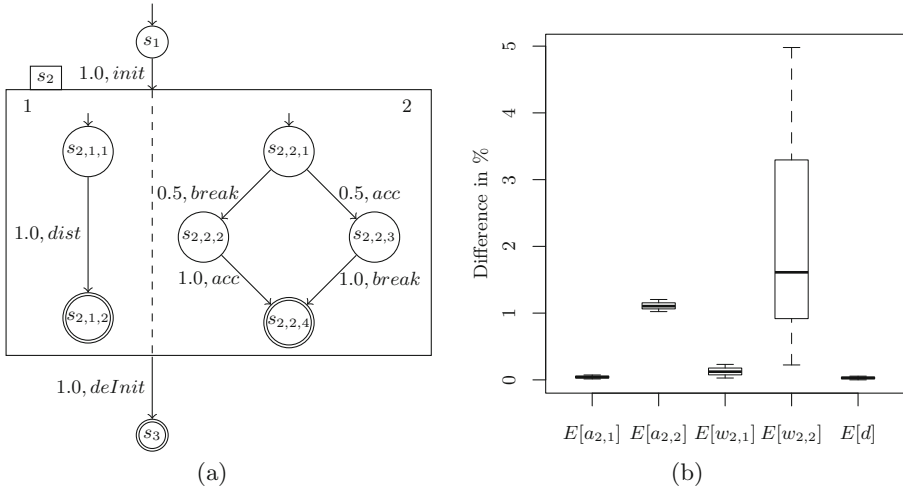 s1
1.0, init
s2
1
2
s2,1,1
s2,2,1
0.5, break
0.5, acc
1.0, dist
s2,2,2
s2,2,3
1.0, acc
1.0, break
s2,1,2
s2,2,4
1.0, deInit
s3
(a)
Difference in %
5
4
3
2
1
0
E[a2,1] E[a2,2] E[w2,1] E[w2,2] E[d]
(b)